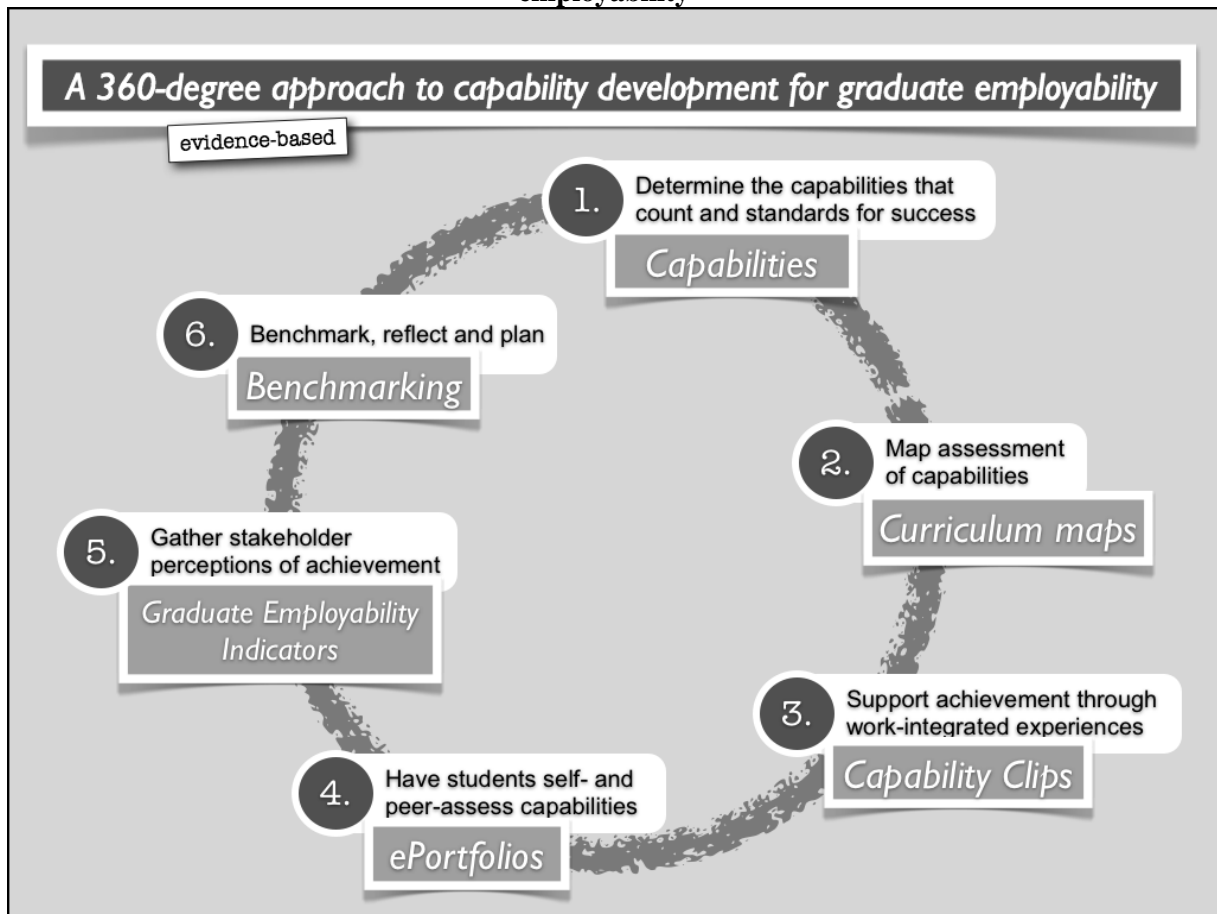 employability
A 360-degree approach to capability development for graduate employability
evidence-based
1.
Determine the capabilities that
count and standards for success
Capabilities
2.
Map assessment
of capabilities
Curriculum maps
3.
Support achievement through
work-integrated experiences
Capability Clips
4.
Have students self- and
peer-assess capabilities
ePortfolios
5.
Gather stakeholder
perceptions of achievement
Graduate Employability
Indicators
6.
Benchmark, reflect and plan
Benchmarking